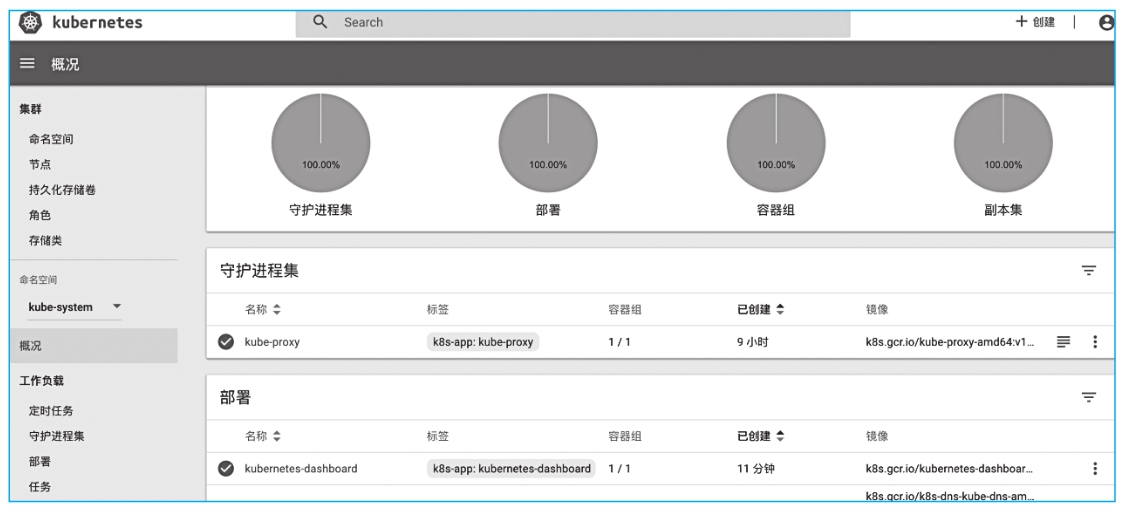 kubernetes
Search
创建
概况
集群
命名空间
节点
持久化存储卷
角色
存储类
命名空间
kube-system
概况
工作负载
定时任务
守护进程集
部署
任务
100.00% 100.00% 100.00% 100.00%
守护进程集 部署 容器组 副本集
守护进程集
名称 标签 容器组 已创建 镜像
kube-proxy k8s-app: kube-proxy 1 / 1 9 小时 k8s.gcr.io/kube-proxy-amd64:v1...
部署
名称 标签 容器组 已创建 镜像
kubernetes-dashboard k8s-app: kubernetes-dashboard 1 / 1 11 分钟 k8s.gcr.io/kubernetes-dashboar...
k8s.gcr.io/k8s-dns-kube-dns-am...